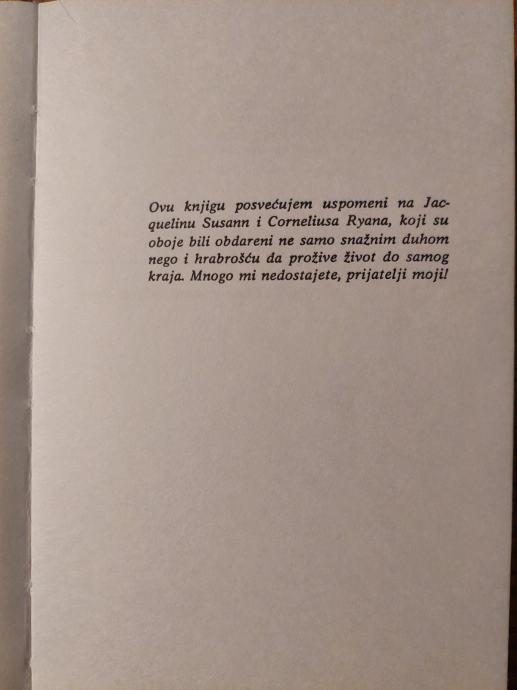 Ovu knjigu posvećujem uspomeni na Jac-
quelinu Susann i Corneliusa Ryana, koji su
oboje bili obdareni ne samo snažnim duhom
nego i hrabrošću da prožive život do samog
kraja. Mnogo mi nedostajete, prijatelji moji!